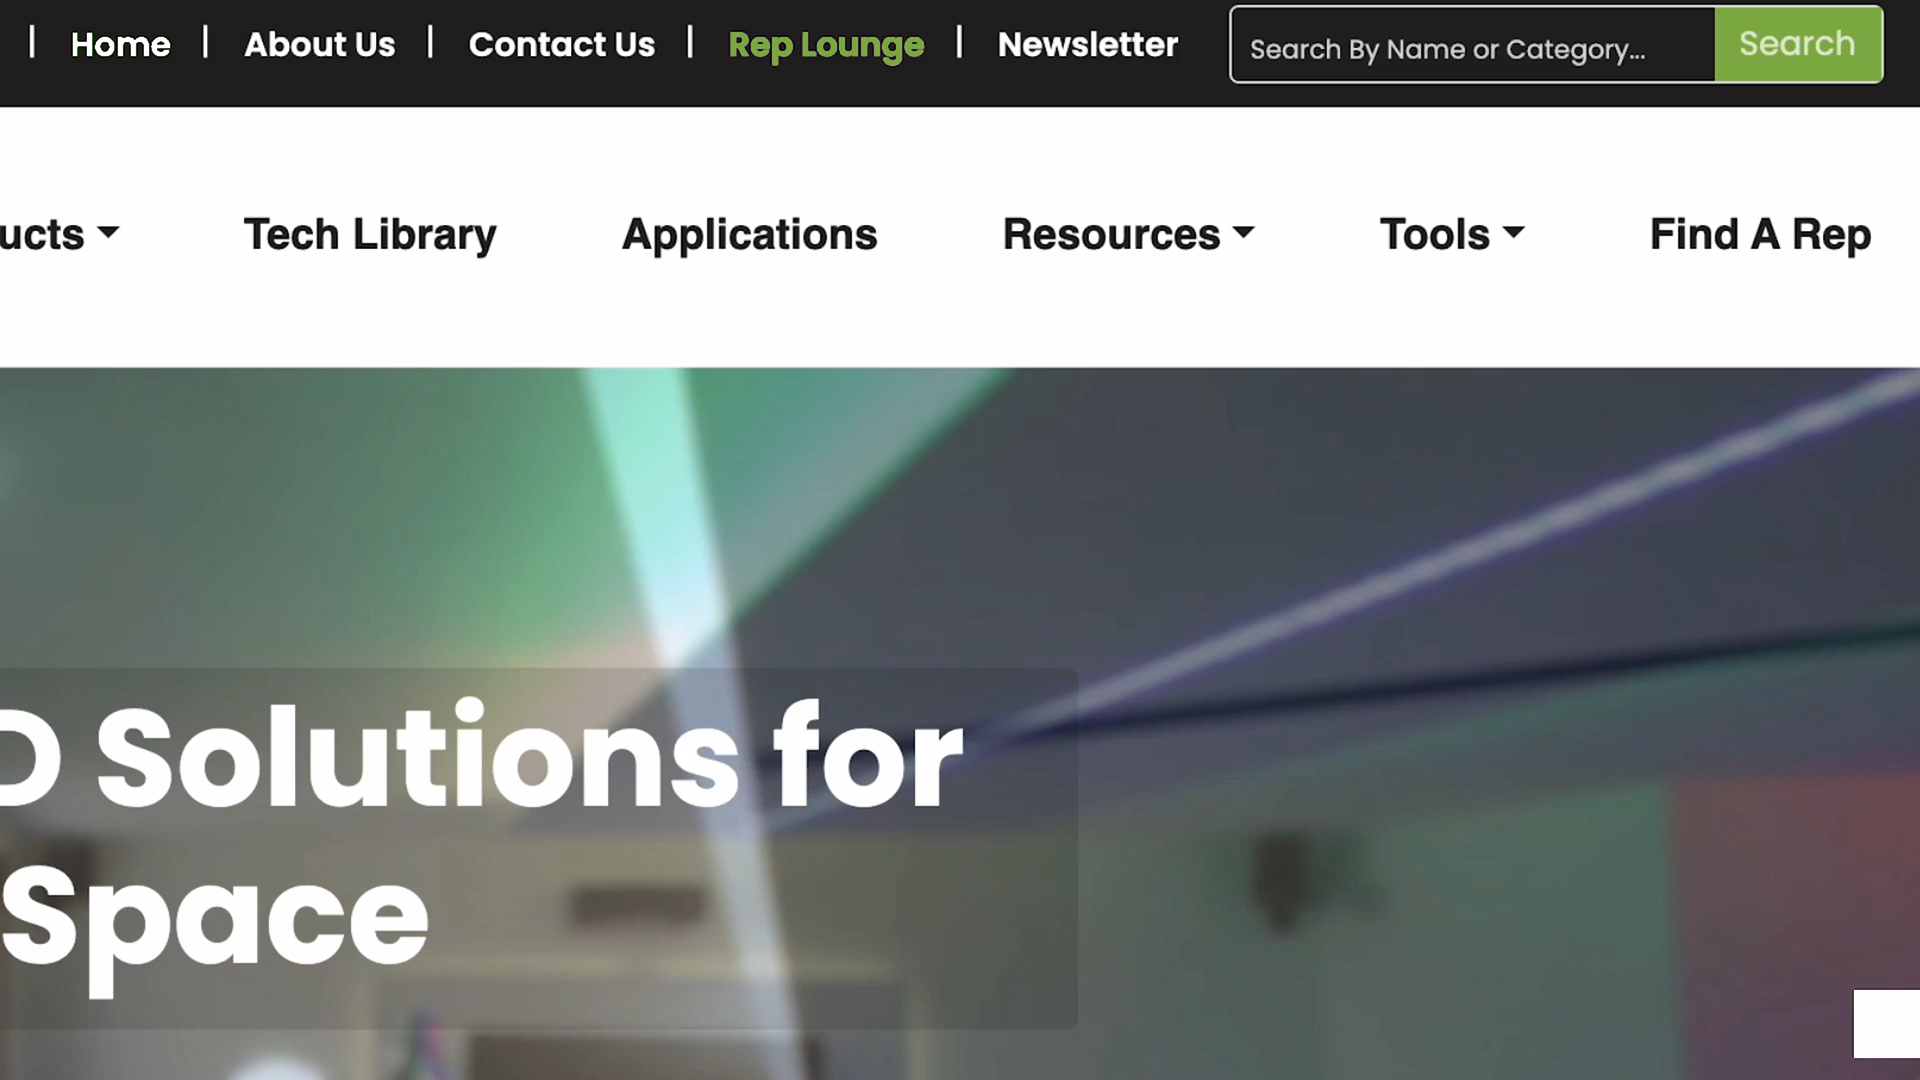 | Home | About Us | Contact Us | Rep Lounge | Newsletter Search By Name or Category... Search
ucts Tech Library Applications Resources Tools Find A Rep
D Solutions for
Space